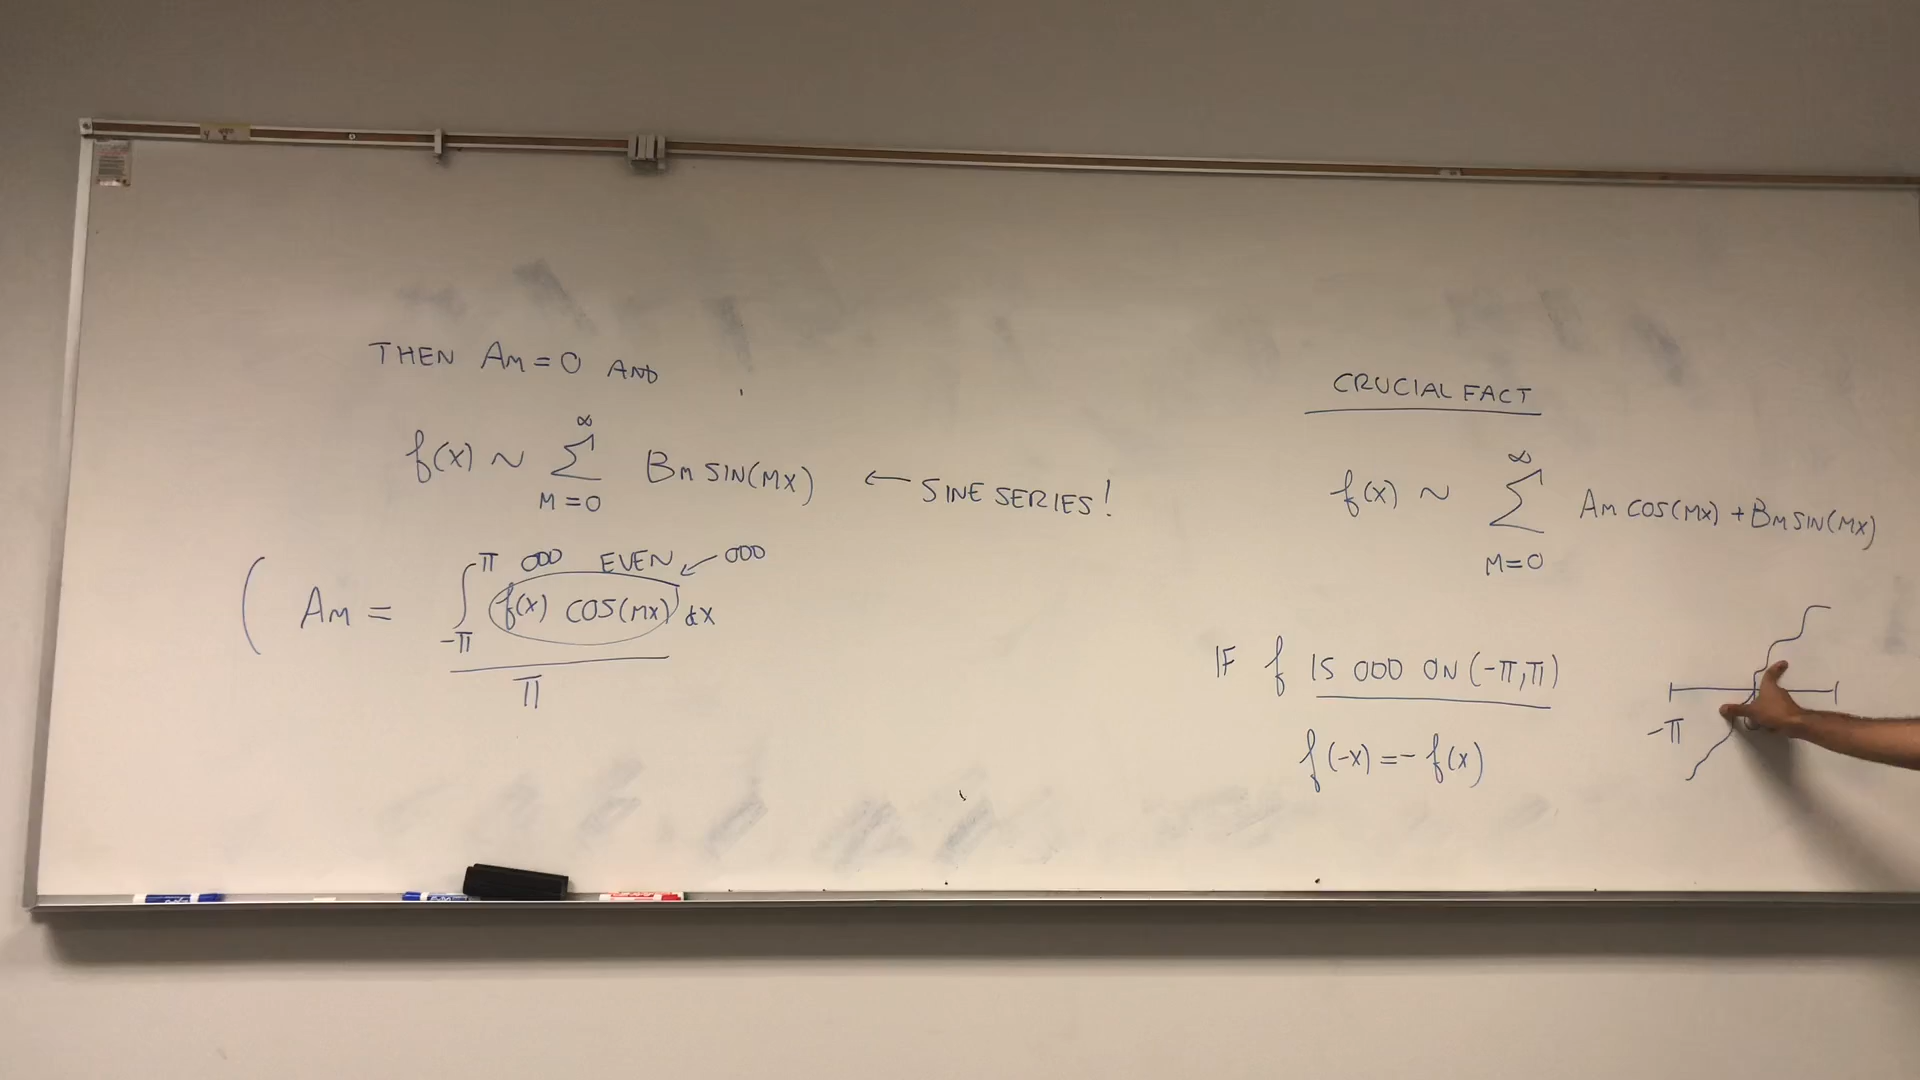 THEN Am = 0 AND
f(x) ~ ∞ ∑ M=0 Bm SIN(MX) ← SINE SERIES!
( Am = ∫ π -π f(x) COS(MX) dx
ODD EVEN ← ODD
π
CRUCIAL FACT
f(x) ~ ∞ ∑ M=0 Am COS(MX) + Bm SIN(MX)
IF f IS ODD ON (-π,π)
f(-x) = - f(x)
-π